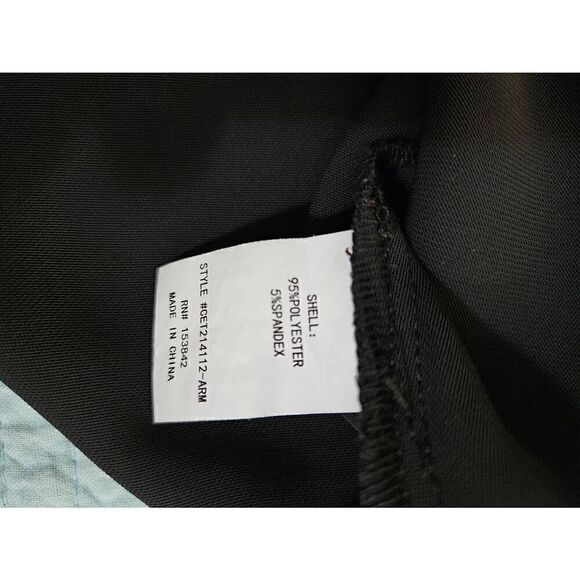 SHELL:
95%POLYESTER
5%SPANDEX
STYLE #CET214112-ARM
RN# 153842
MADE IN CHINA